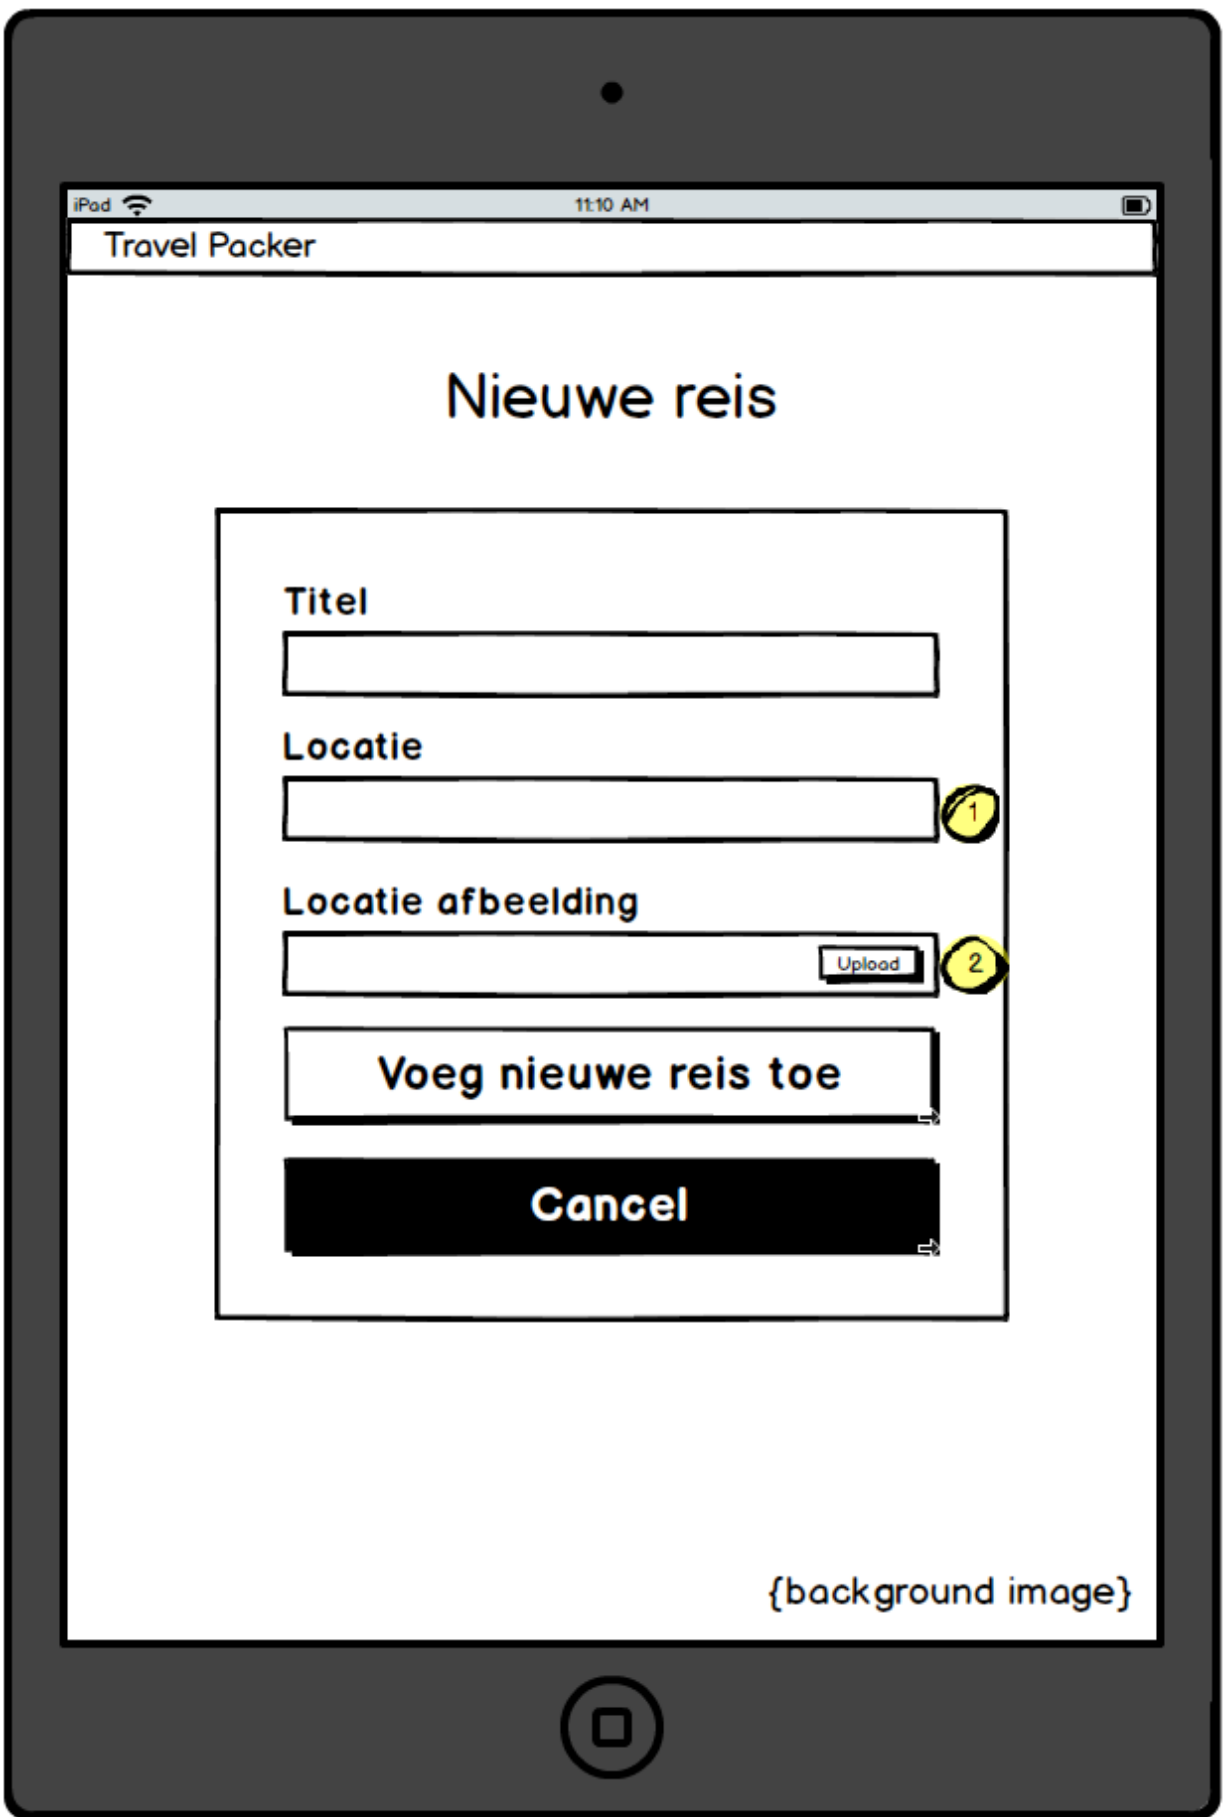 iPad 11:10 AM
Travel Packer
Nieuwe reis
Titel
Locatie
1
Locatie afbeelding
Upload
2
Voeg nieuwe reis toe
Cancel
{background image}